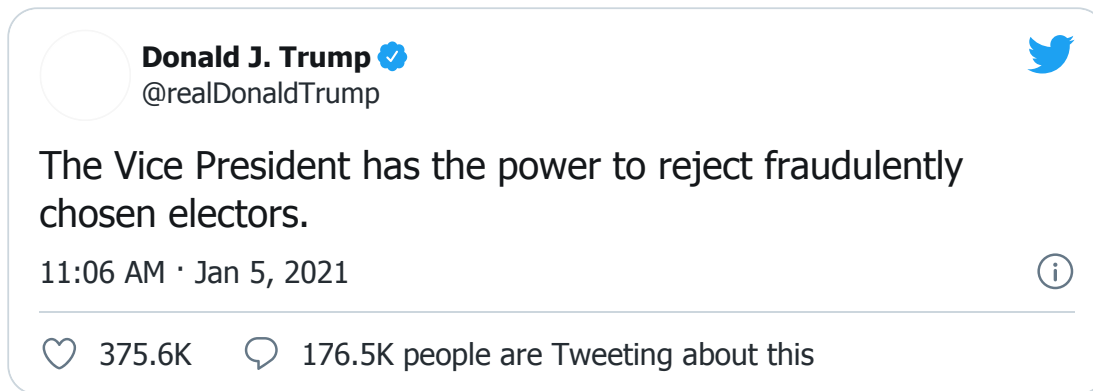 Donald J. Trump
@realDonaldTrump
The Vice President has the power to reject fraudulently
chosen electors.
11:06 AM · Jan 5, 2021
375.6K 176.5K people are Tweeting about this